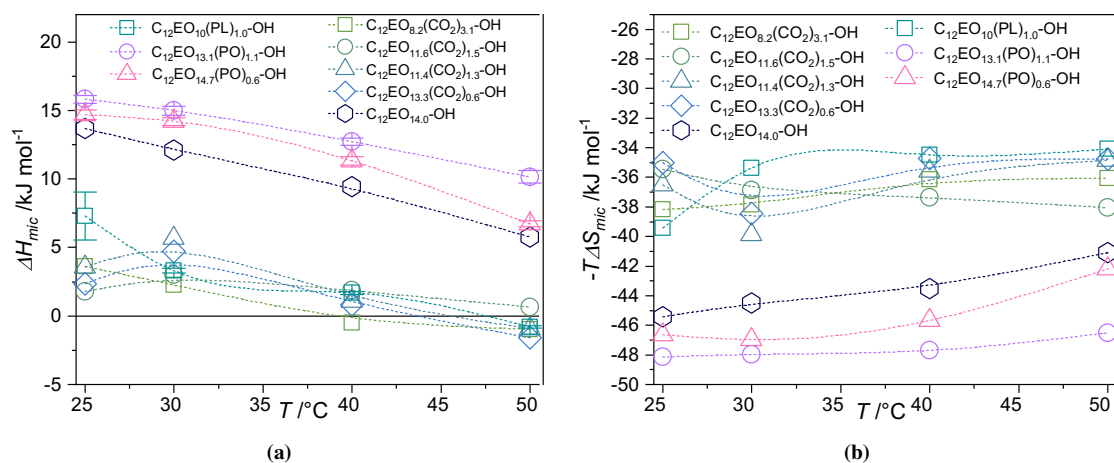 C₁₂EO₁₀(PL)₁.₀-OH
C₁₂EO₁₃.₁(PO)₁.₁-OH
C₁₂EO₁₄.₇(PO)₀.₆-OH
C₁₂EO₈.₂(CO₂)₃.₁-OH
C₁₂EO₁₁.₆(CO₂)₁.₅-OH
C₁₂EO₁₁.₄(CO₂)₁.₃-OH
C₁₂EO₁₃.₃(CO₂)₀.₆-OH
C₁₂EO₁₄.₀-OH
ΔH_mic /kJ mol⁻¹
20
15
10
5
0
-5
25 30 35 40 45 50
T /°C
(a)
C₁₂EO₈.₂(CO₂)₃.₁-OH
C₁₂EO₁₁.₆(CO₂)₁.₅-OH
C₁₂EO₁₁.₄(CO₂)₁.₃-OH
C₁₂EO₁₃.₃(CO₂)₀.₆-OH
C₁₂EO₁₄.₀-OH
C₁₂EO₁₀(PL)₁.₀-OH
C₁₂EO₁₃.₁(PO)₁.₁-OH
C₁₂EO₁₄.₇(PO)₀.₆-OH
-TΔS_mic /kJ mol⁻¹
-25
-26
-28
-30
-32
-34
-36
-38
-40
-42
-44
-46
-48
-50
25 30 35 40 45 50
T /°C
(b)